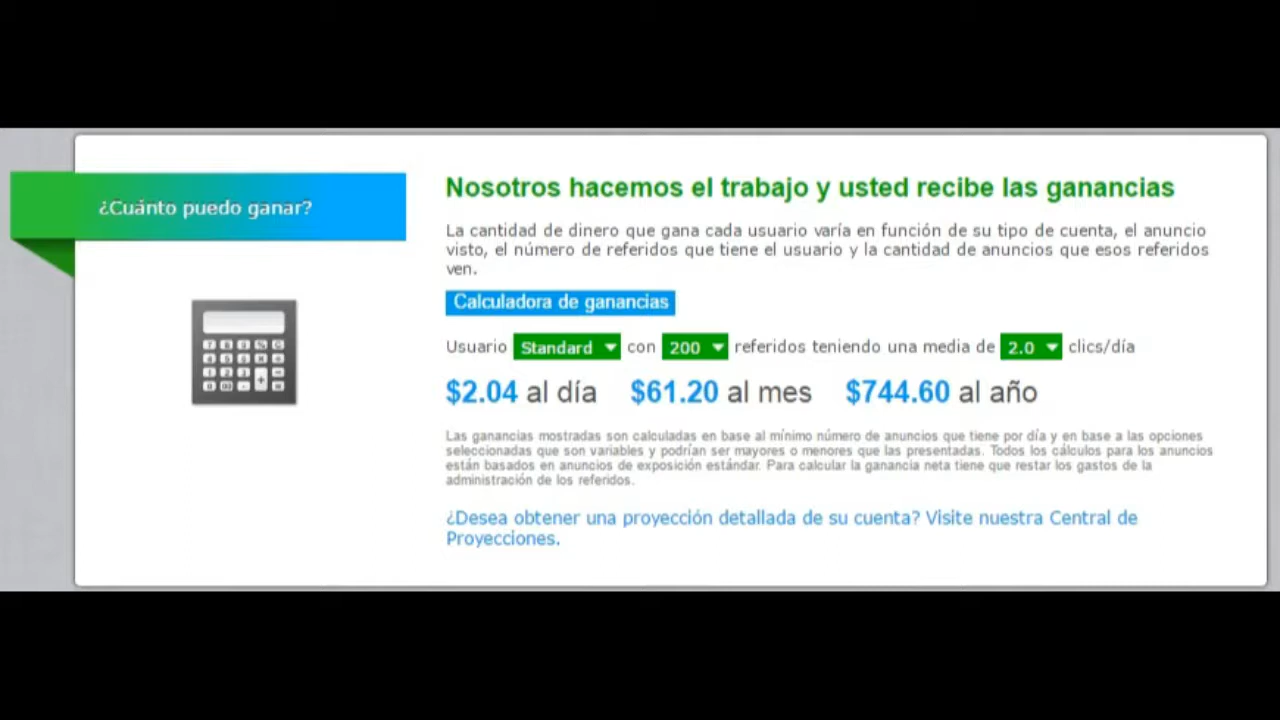 ¿Cuánto puedo ganar?
Nosotros hacemos el trabajo y usted recibe las ganancias
La cantidad de dinero que gana cada usuario varía en función de su tipo de cuenta, el anuncio
visto, el número de referidos que tiene el usuario y la cantidad de anuncios que esos referidos
ven.
Calculadora de ganancias
Usuario Standard con 200 referidos teniendo una media de 2.0 clics/día
$2.04 al día $61.20 al mes $744.60 al año
Las ganancias mostradas son calculadas en base al mínimo número de anuncios que tiene por día y en base a las opciones
seleccionadas que son variables y podrían ser mayores o menores que las presentadas. Todos los cálculos para los anuncios
están basados en anuncios de exposición estándar. Para calcular la ganancia neta tiene que restar los gastos de la
administración de los referidos.
¿Desea obtener una proyección detallada de su cuenta? Visite nuestra Central de
Proyecciones.